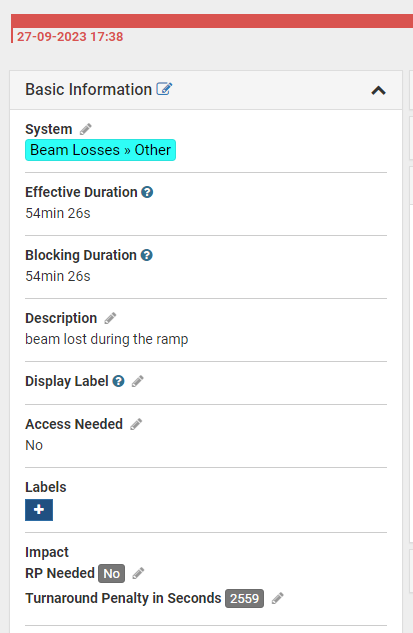 27-09-2023 17:38
Basic Information
System
Beam Losses » Other
Effective Duration ?
54min 26s
Blocking Duration ?
54min 26s
Description
beam lost during the ramp
Display Label ?
Access Needed
No
Labels
+
Impact
RP Needed No
Turnaround Penalty in Seconds 2559